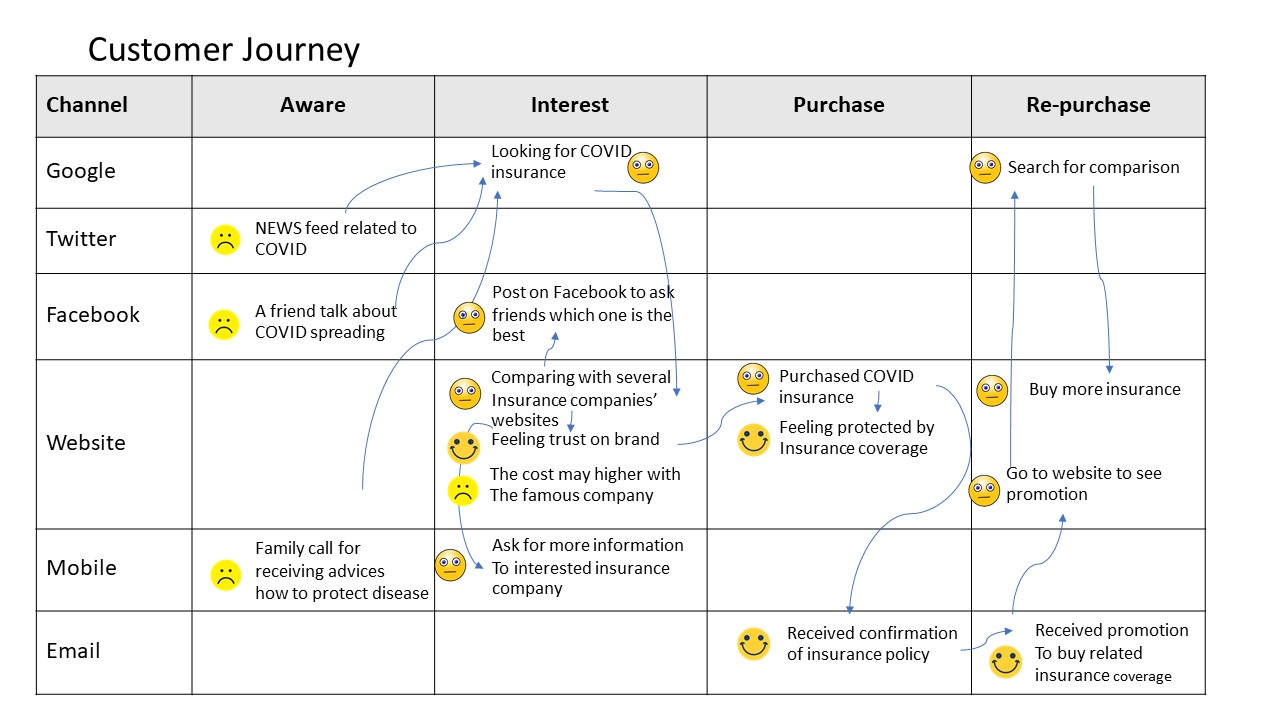 Customer Journey
Channel Aware Interest Purchase Re-purchase
Google
Looking for COVID
insurance
Search for comparison
Twitter
NEWS feed related to
COVID
Facebook
A friend talk about
COVID spreading
Post on Facebook to ask
friends which one is the
best
Website
Comparing with several
Insurance companies’
websites
Feeling trust on brand
The cost may higher with
The famous company
Purchased COVID
insurance
Feeling protected by
Insurance coverage
Buy more insurance
Go to website to see
promotion
Mobile
Family call for
receiving advices
how to protect disease
Ask for more information
To interested insurance
company
Email
Received confirmation
of insurance policy
Received promotion
To buy related
insurance coverage